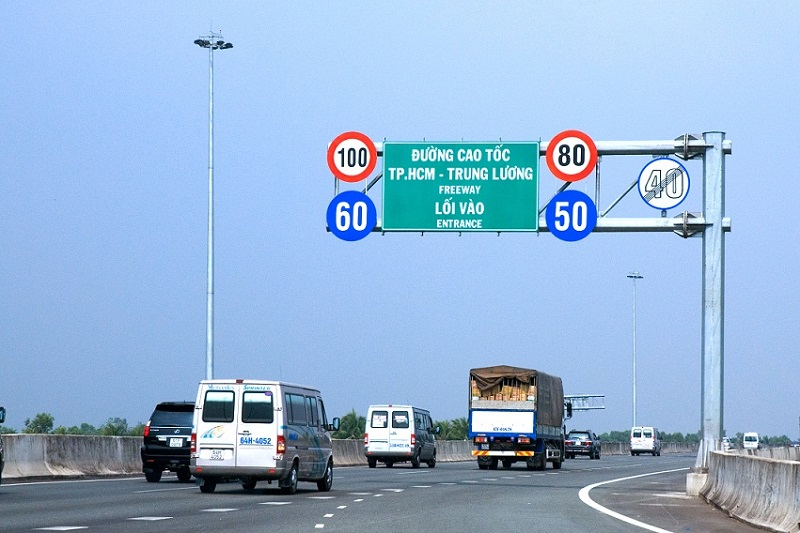 100
ĐƯỜNG CAO TỐC
TP.HCM - TRUNG LƯƠNG
FREEWAY
LỐI VÀO
ENTRANCE
80
40
60
50
64H-4052